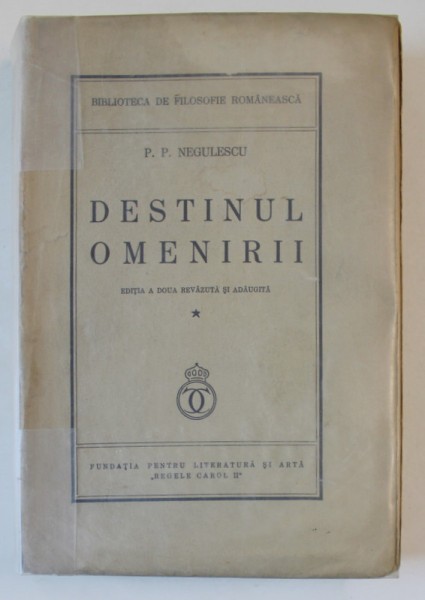 BIBLIOTECA DE FILOSOFIE ROMÂNEASCĂ
P. P. NEGULESCU
DESTINUL
OMENIRII
EDIŢIA A DOUA REVĂZUTĂ ŞI ADĂUGITĂ
*
FUNDAŢIA PENTRU LITERATURĂ ŞI ARTĂ
„REGELE CAROL II"